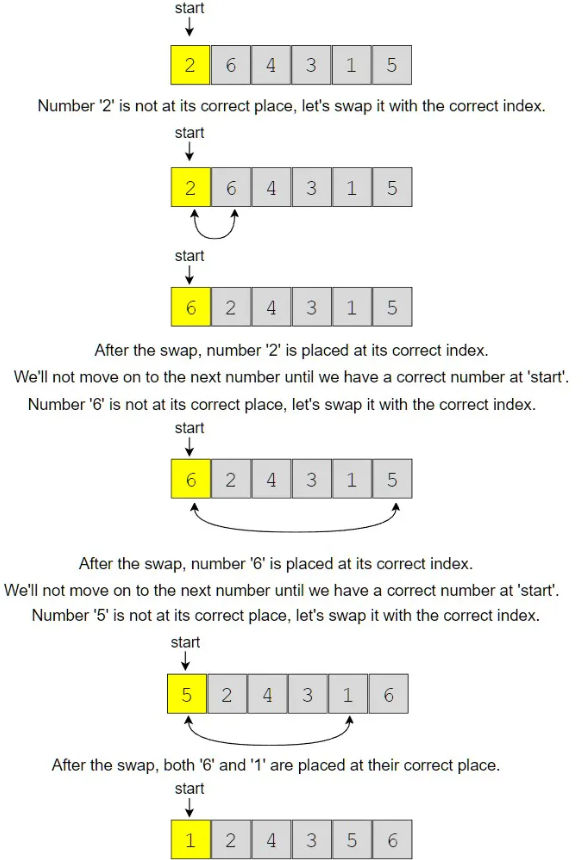 start
2 6 4 3 1 5
Number '2' is not at its correct place, let's swap it with the correct index.
start
2 6 4 3 1 5
start
6 2 4 3 1 5
After the swap, number '2' is placed at its correct index.
We'll not move on to the next number until we have a correct number at 'start'.
Number '6' is not at its correct place, let's swap it with the correct index.
start
6 2 4 3 1 5
After the swap, number '6' is placed at its correct index.
We'll not move on to the next number until we have a correct number at 'start'.
Number '5' is not at its correct place, let's swap it with the correct index.
start
5 2 4 3 1 6
After the swap, both '6' and '1' are placed at their correct place.
start
1 2 4 3 5 6